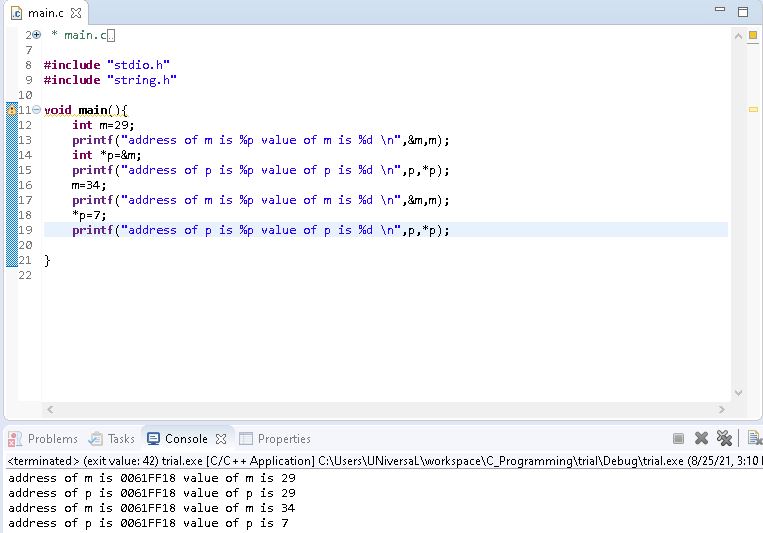 main.c
2 * main.c
7
8 #include "stdio.h"
9 #include "string.h"
10
11 void main(){
12 int m=29;
13 printf("address of m is %p value of m is %d \n",&m,m);
14 int *p=&m;
15 printf("address of p is %p value of p is %d \n",p,*p);
16 m=34;
17 printf("address of m is %p value of m is %d \n",&m,m);
18 *p=7;
19 printf("address of p is %p value of p is %d \n",p,*p);
20
21 }
22
Problems Tasks Console Properties
<terminated> (exit value: 42) trial.exe [C/C++ Application] C:\Users\UNiversaL\workspace\C_Programming\trial\Debug\trial.exe (8/25/21, 3:10
address of m is 0061FF18 value of m is 29
address of p is 0061FF18 value of p is 29
address of m is 0061FF18 value of m is 34
address of p is 0061FF18 value of p is 7